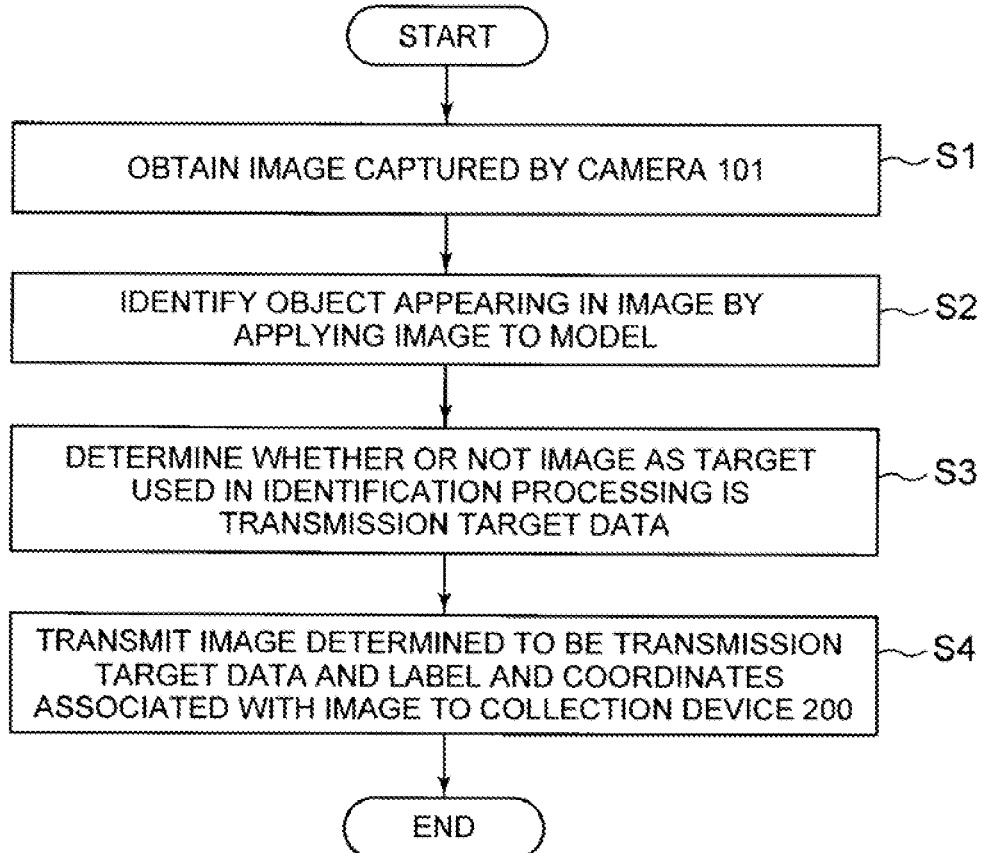 START
OBTAIN IMAGE CAPTURED BY CAMERA 101
S1
IDENTIFY OBJECT APPEARING IN IMAGE BY
APPLYING IMAGE TO MODEL
S2
DETERMINE WHETHER OR NOT IMAGE AS TARGET
USED IN IDENTIFICATION PROCESSING IS
TRANSMISSION TARGET DATA
S3
TRANSMIT IMAGE DETERMINED TO BE TRANSMISSION
TARGET DATA AND LABEL AND COORDINATES
ASSOCIATED WITH IMAGE TO COLLECTION DEVICE 200
S4
END